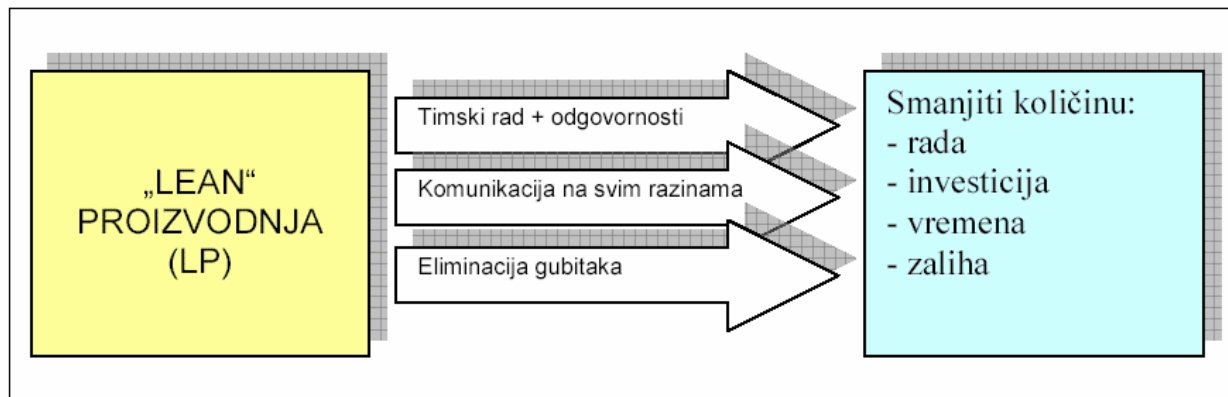 „LEAN“
PROIZVODNJA
(LP)
Timski rad + odgovornosti
Komunikacija na svim razinama
Eliminacija gubitaka
Smanjiti količinu:
- rada
- investicija
- vremena
- zaliha